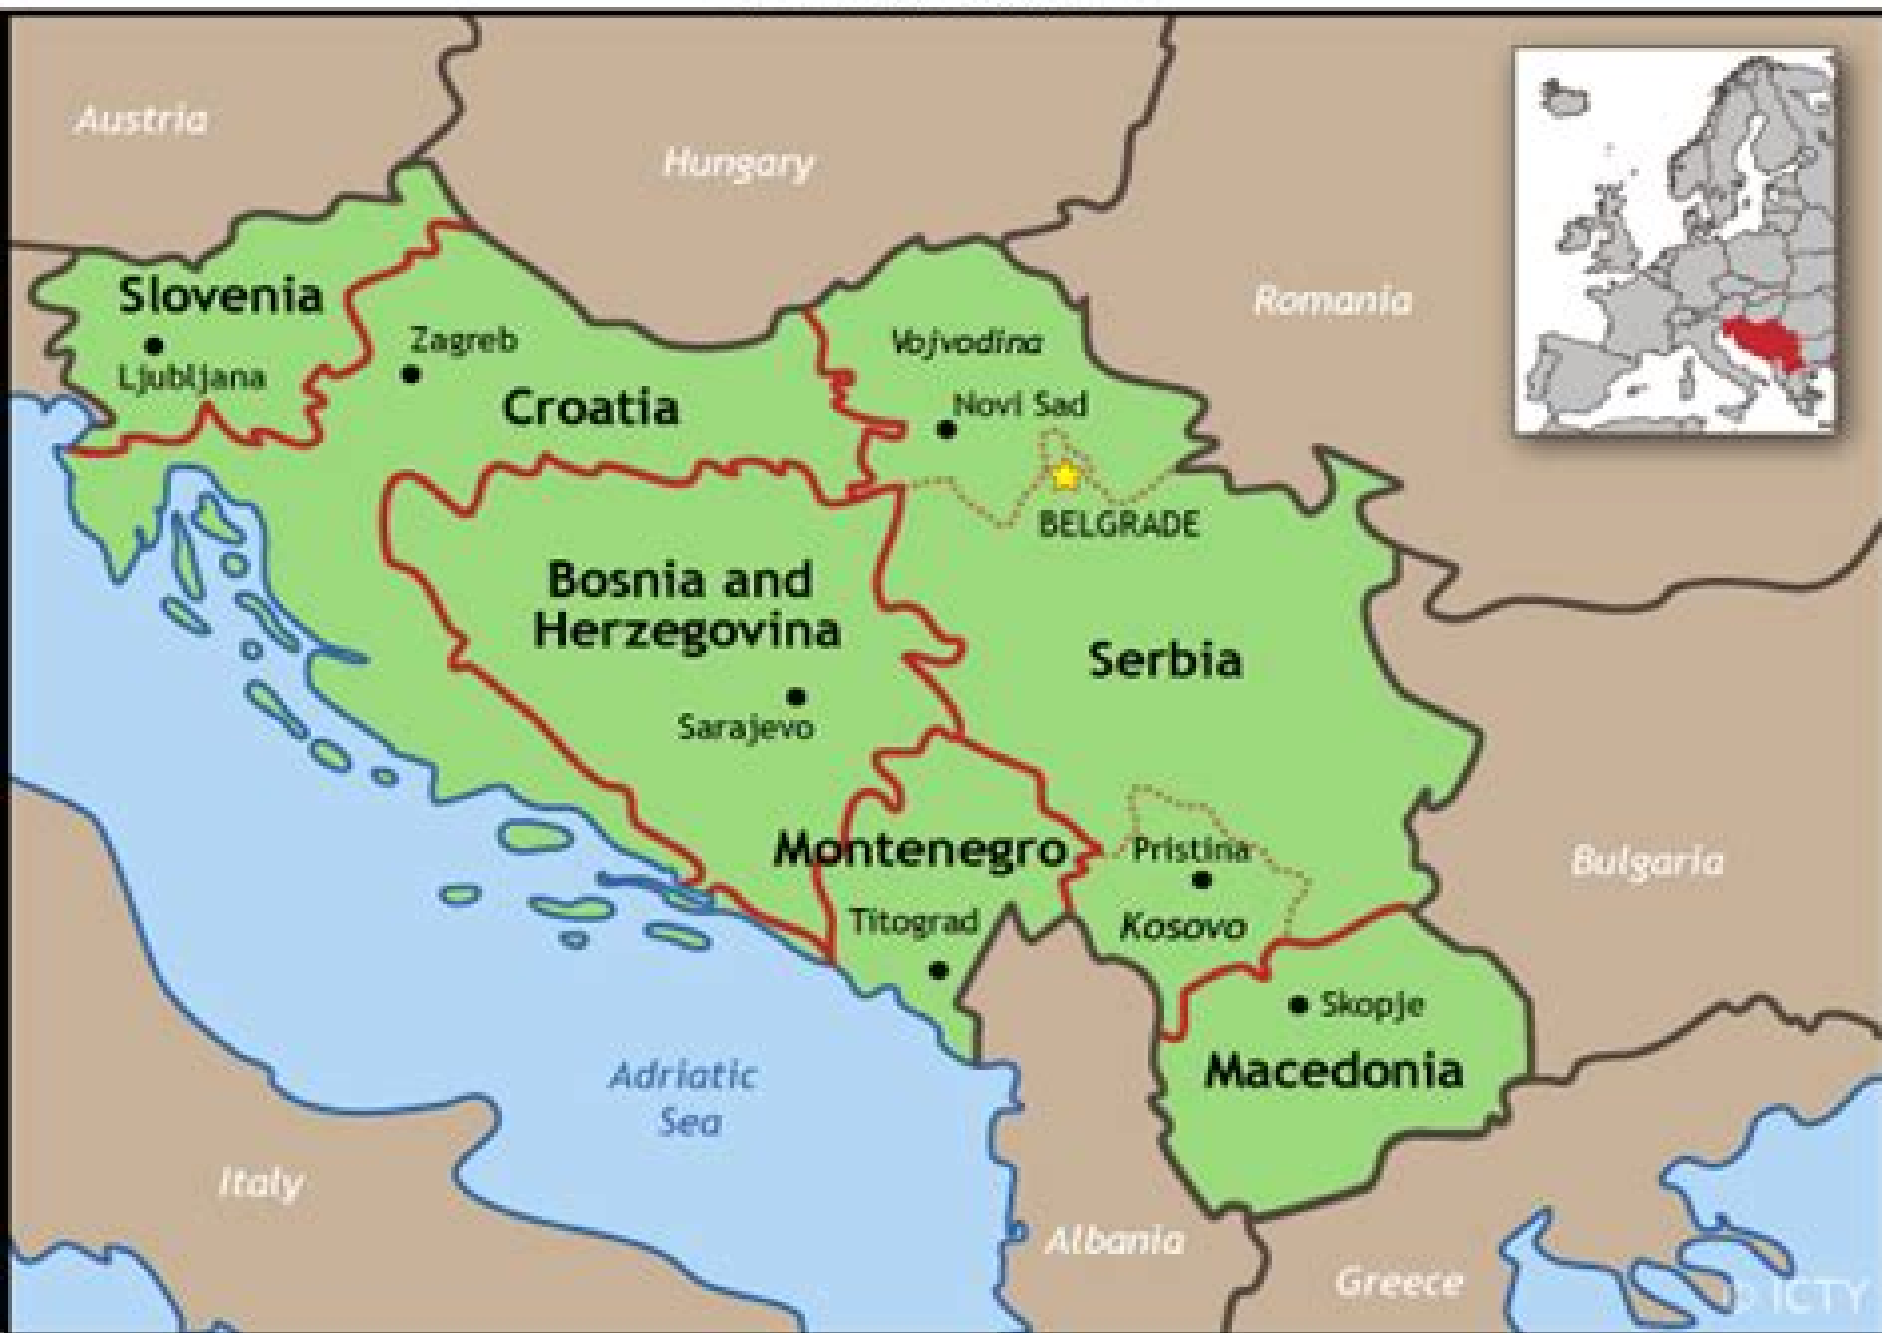 Austria
Hungary
Romania
Slovenia
Ljubljana
Zagreb
Croatia
Vojvodina
Novi Sad
BELGRADE
Bosnia and
Herzegovina
Sarajevo
Serbia
Montenegro
Titograd
Pristina
Kosovo
Bulgaria
Skopje
Macedonia
Adriatic
Sea
Italy
Albania
Greece
© ICTY